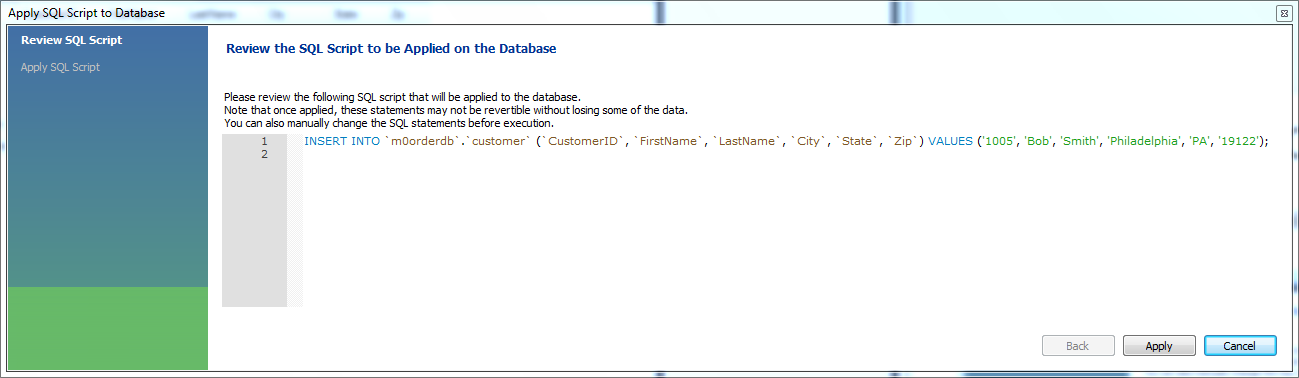 Apply SQL Script to Database
LastName City State Zip
Review SQL Script
Apply SQL Script
Review the SQL Script to be Applied on the Database
Please review the following SQL script that will be applied to the database.
Note that once applied, these statements may not be revertible without losing some of the data.
You can also manually change the SQL statements before execution.
1 INSERT INTO `m0orderdb`.`customer` (`CustomerID`, `FirstName`, `LastName`, `City`, `State`, `Zip`) VALUES ('1005', 'Bob', 'Smith', 'Philadelphia', 'PA', '19122');
2
Back Apply Cancel